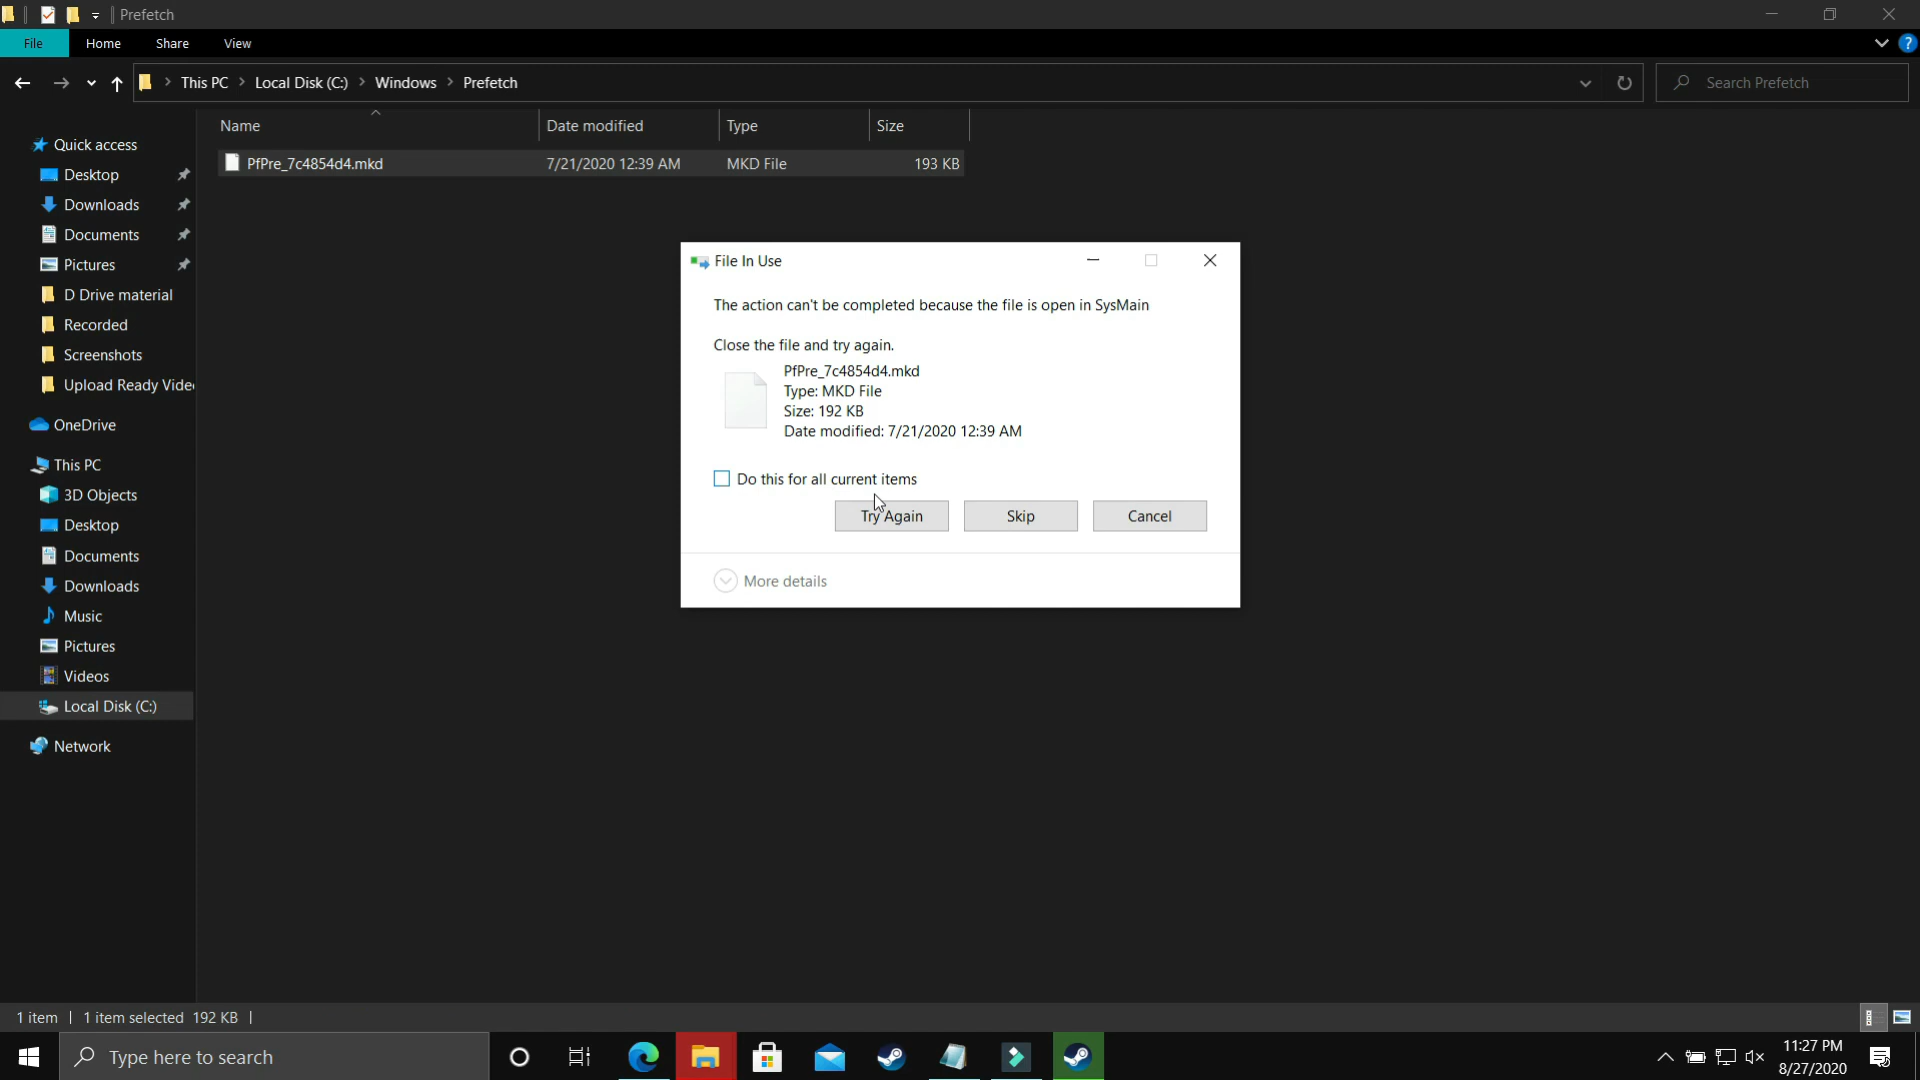 Prefetch
File Home Share View
This PC Local Disk (C:) Windows Prefetch
Search Prefetch
Name Date modified Type Size
PfPre_7c4854d4.mkd 7/21/2020 12:39 AM MKD File 193 KB
Quick access
Desktop
Downloads
Documents
Pictures
D Drive material
Recorded
Screenshots
Upload Ready Vide
OneDrive
This PC
3D Objects
Desktop
Documents
Downloads
Music
Pictures
Videos
Local Disk (C:)
Network
File In Use
The action can't be completed because the file is open in SysMain
Close the file and try again.
PfPre_7c4854d4.mkd
Type: MKD File
Size: 192 KB
Date modified: 7/21/2020 12:39 AM
Do this for all current items
Try Again Skip Cancel
More details
1 item 1 item selected 192 KB
Type here to search
11:27 PM
8/27/2020